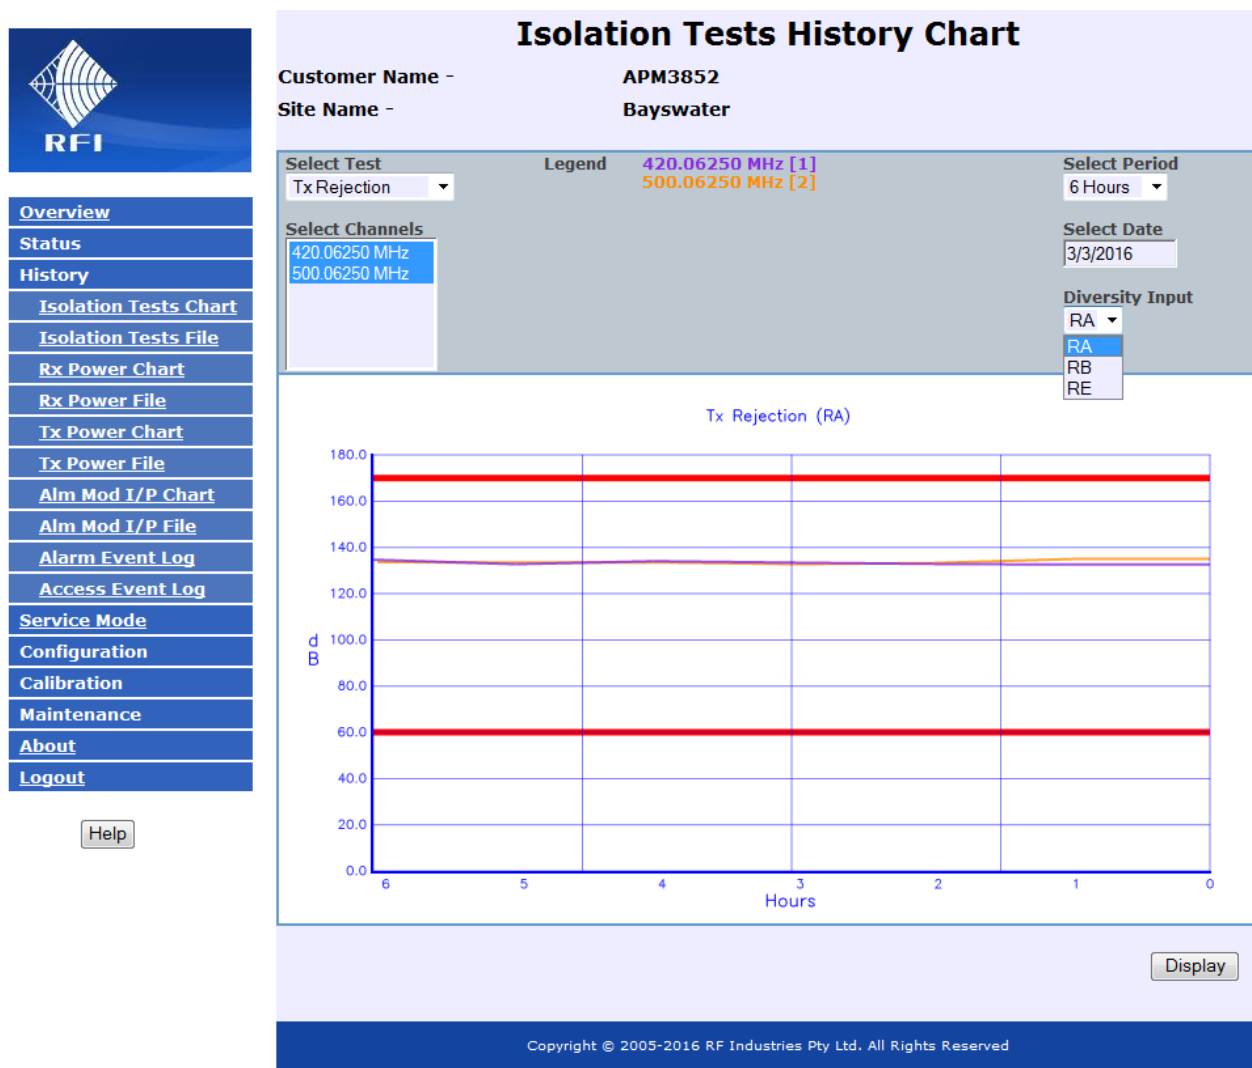 Isolation Tests History Chart
Customer Name - APM3852
Site Name - Bayswater
RFI
Overview
Status
History
Isolation Tests Chart
Isolation Tests File
Rx Power Chart
Rx Power File
Tx Power Chart
Tx Power File
Alm Mod I/P Chart
Alm Mod I/P File
Alarm Event Log
Access Event Log
Service Mode
Configuration
Calibration
Maintenance
About
Logout
Help
Select Test
Tx Rejection
Select Channels
420.06250 MHz
500.06250 MHz
Legend 420.06250 MHz [1]
500.06250 MHz [2]
Select Period
6 Hours
Select Date
3/3/2016
Diversity Input
RA
RA
RB
RE
Tx Rejection (RA)
180.0
160.0
140.0
120.0
100.0
80.0
60.0
40.0
20.0
0.0
dB
6 5 4 3 2 1 0
Hours
Display
Copyright © 2005-2016 RF Industries Pty Ltd. All Rights Reserved